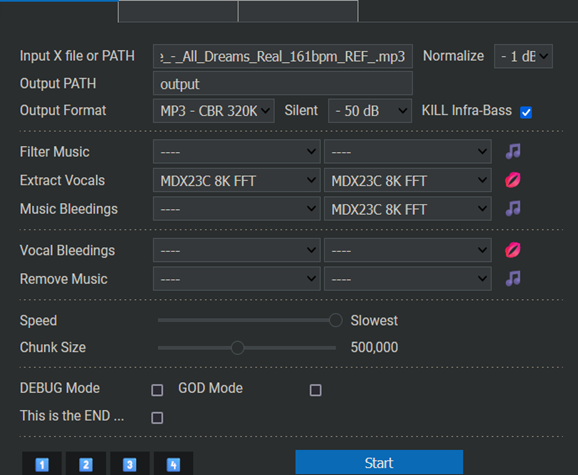 Input X file or PATH e_-_All_Dreams_Real_161bpm_REF_.mp3 Normalize - 1 dB
Output PATH output
Output Format MP3 - CBR 320K Silent - 50 dB KILL Infra-Bass
Filter Music ---- ----
Extract Vocals MDX23C 8K FFT MDX23C 8K FFT
Music Bleedings ---- MDX23C 8K FFT
Vocal Bleedings ---- ----
Remove Music ---- ----
Speed Slowest
Chunk Size 500,000
DEBUG Mode GOD Mode
This is the END ...
1 2 3 4 Start